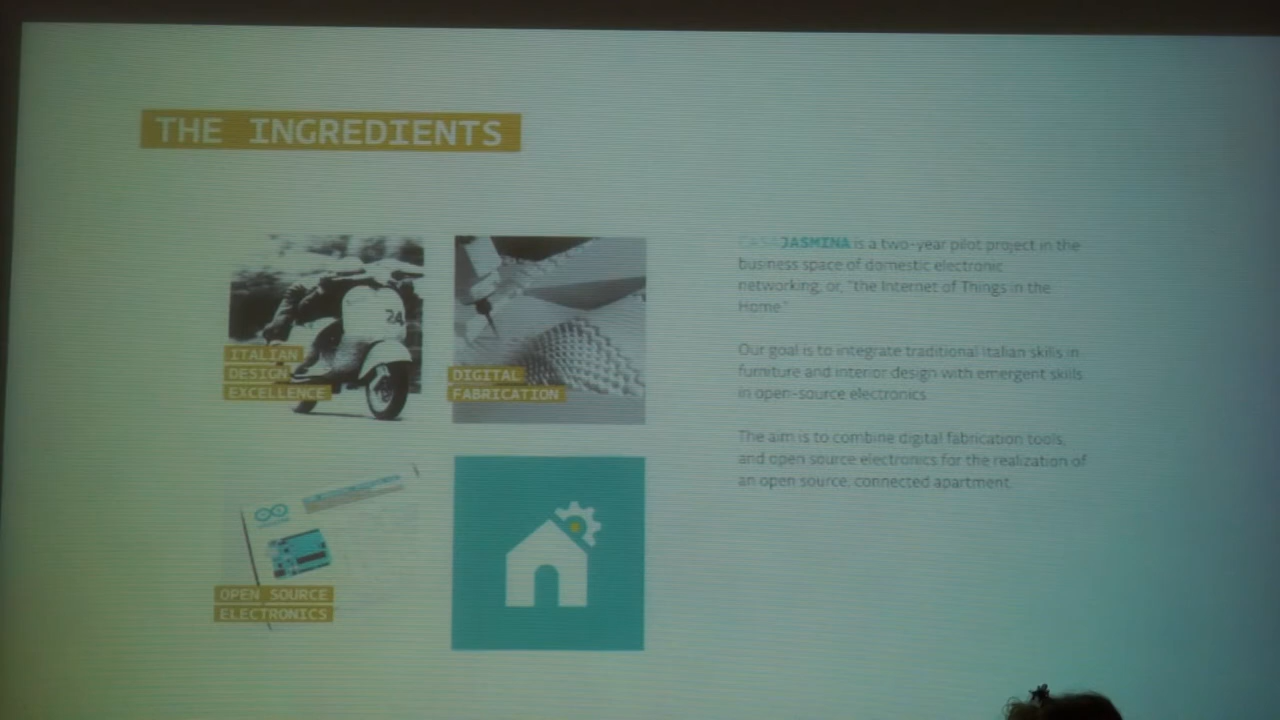 THE INGREDIENTS
24
ITALIAN
DESIGN
EXCELLENCE
DIGITAL
FABRICATION
OPEN SOURCE
ELECTRONICS
CASAJASMINA is a two-year pilot project in the
business space of domestic electronic
networking, or, "the Internet of Things in the
Home"
Our goal is to integrate traditional Italian skills in
furniture and interior design with emergent skills
in open-source electronics
The aim is to combine digital fabrication tools,
and open source electronics for the realization of
an open source, connected apartment.